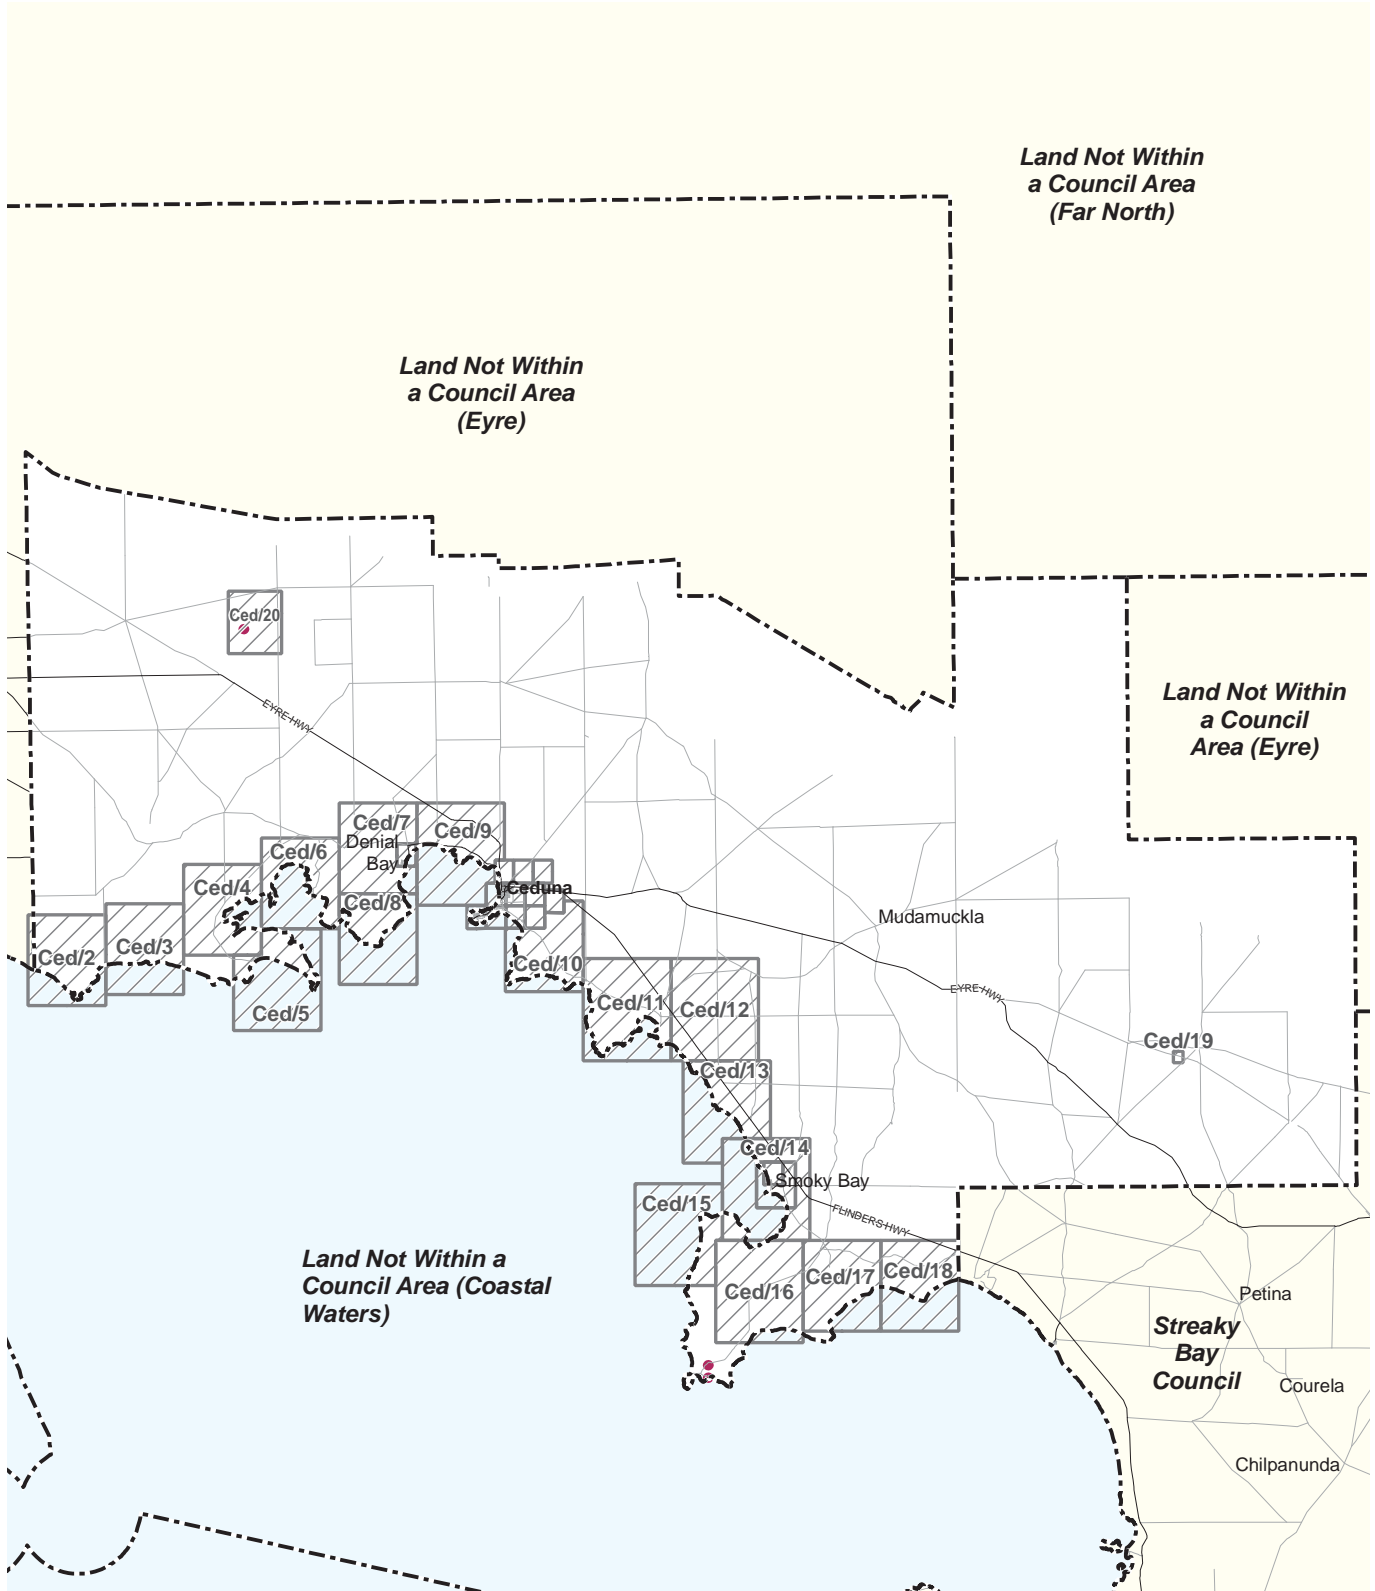 Land Not Within
a Council Area
(Far North)
Land Not Within
a Council Area
(Eyre)
Ced/20
Land Not Within
a Council
Area (Eyre)
EYRE HWY
Ced/7
Ced/9
Denial
Bay
Ced/6
Ced/4
Ced/8
Ceduna
Mudamuckla
Ced/3
Ced/2
Ced/10
EYRE HWY
Ced/11
Ced/12
Ced/5
Ced/19
Ced/13
Ced/14
Smoky Bay
Ced/15
FLINDERS HWY
Land Not Within a
Council Area (Coastal
Waters)
Ced/16
Ced/17
Ced/18
Petina
Streaky
Bay
Council
Courela
Chilpanunda